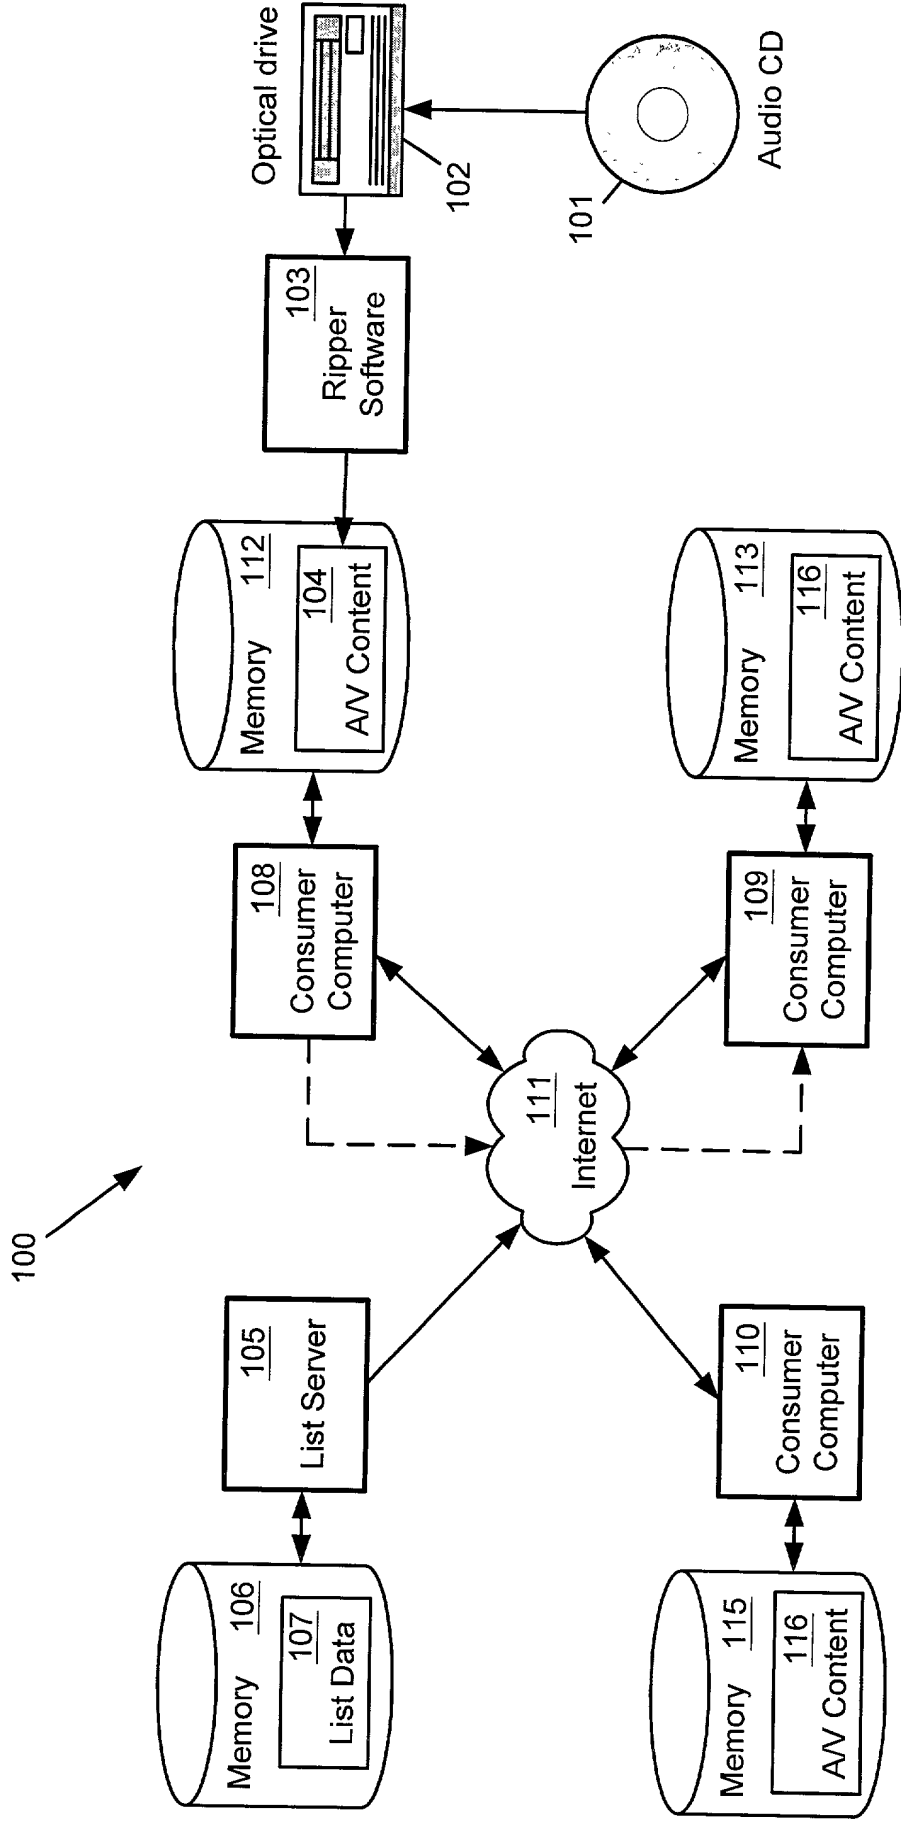 100
Memory
106
107
List Data
105
List Server
108
Consumer
Computer
Memory
112
104
A/V Content
103
Ripper
Software
Optical drive
102
101
Audio CD
111
Internet
Memory
115
116
A/V Content
110
Consumer
Computer
109
Consumer
Computer
Memory
113
116
A/V Content